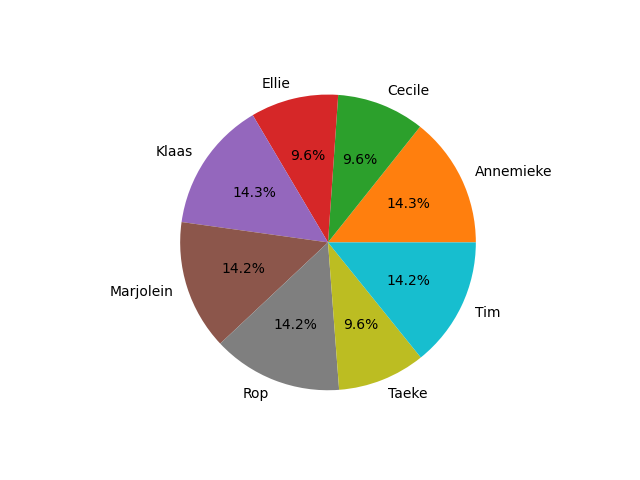 Ellie
Cecile
Klaas
9.6%
9.6%
Annemieke
14.3%
14.3%
14.2%
14.2%
Marjolein
14.2%
9.6%
Tim
Rop
Taeke